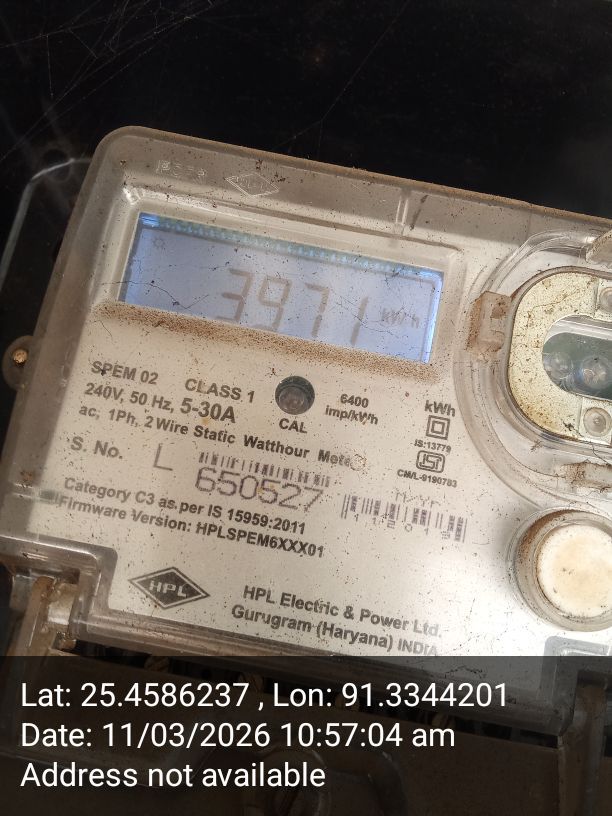 3971 kWh
SPEM 02 CLASS 1
240V, 50 Hz, 5-30A
ac, 1Ph, 2 Wire Static Watthour
CAL
6400
imp/kWh
kWh
IS:13779
CM/L-9190783
S. No. L 650527
Category C3 as per IS 15959:2011
Firmware Version: HPLSPEM6XXX01
HPL
HPL Electric & Power Ltd.
Gurugram (Haryana) INDIA
Lat: 25.4586237 , Lon: 91.3344201
Date: 11/03/2026 10:57:04 am
Address not available